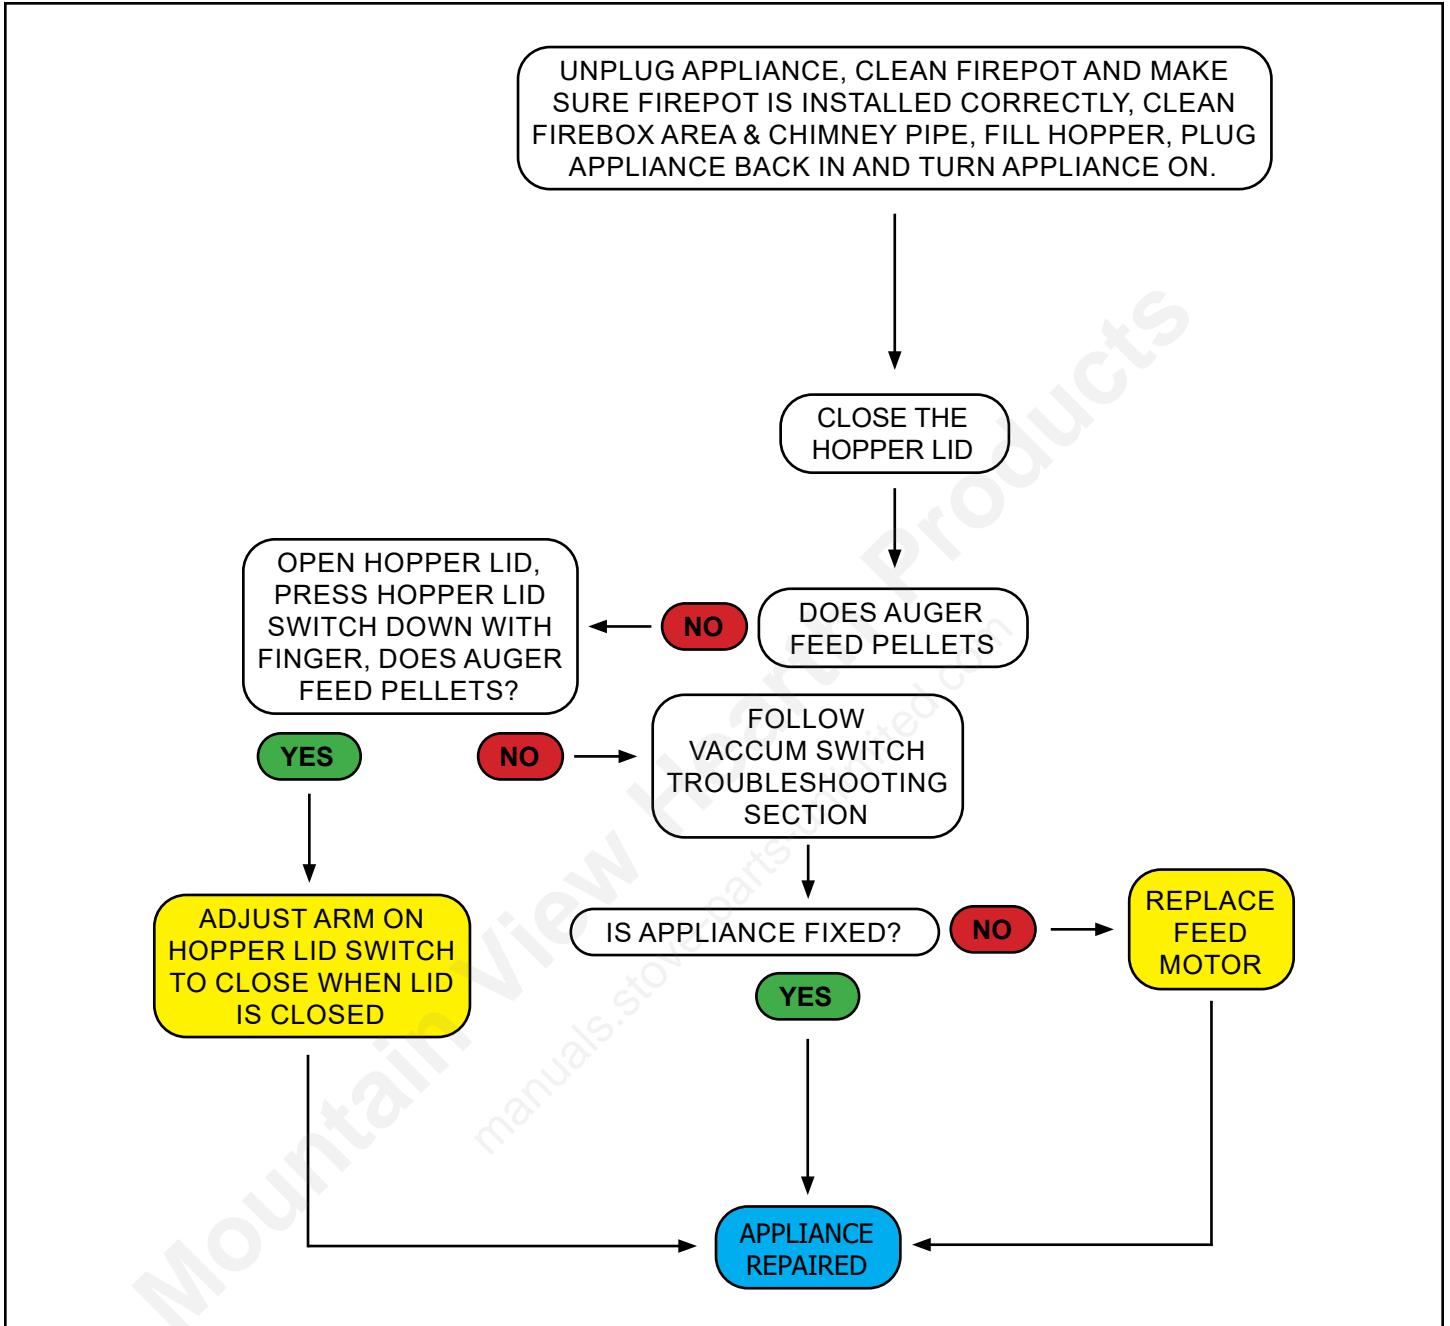 UNPLUG APPLIANCE, CLEAN FIREPOT AND MAKE
SURE FIREPOT IS INSTALLED CORRECTLY, CLEAN
FIREBOX AREA & CHIMNEY PIPE, FILL HOPPER, PLUG
APPLIANCE BACK IN AND TURN APPLIANCE ON.
CLOSE THE
HOPPER LID
DOES AUGER
FEED PELLETS
NO
OPEN HOPPER LID,
PRESS HOPPER LID
SWITCH DOWN WITH
FINGER, DOES AUGER
FEED PELLETS?
YES
NO
FOLLOW
VACCUM SWITCH
TROUBLESHOOTING
SECTION
ADJUST ARM ON
HOPPER LID SWITCH
TO CLOSE WHEN LID
IS CLOSED
IS APPLIANCE FIXED?
NO
REPLACE
FEED
MOTOR
YES
APPLIANCE
REPAIRED
Mountain View Hearth Products
manuals.stove-parts-unlimited.com